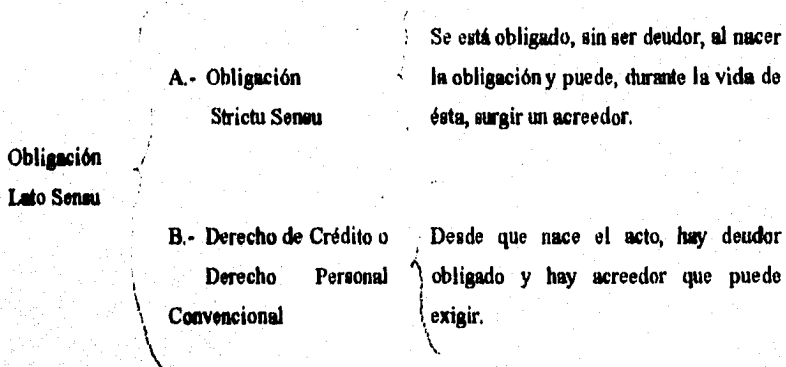 Obligación
Lato Sensu
A.- Obligación
Strictu Sensu
Se está obligado, sin ser deudor, al nacer
la obligación y puede, durante la vida de
ésta, surgir un acreedor.
B.- Derecho de Crédito o
Derecho Personal
Convencional
Desde que nace el acto, hay deudor
obligado y hay acreedor que puede
exigir.